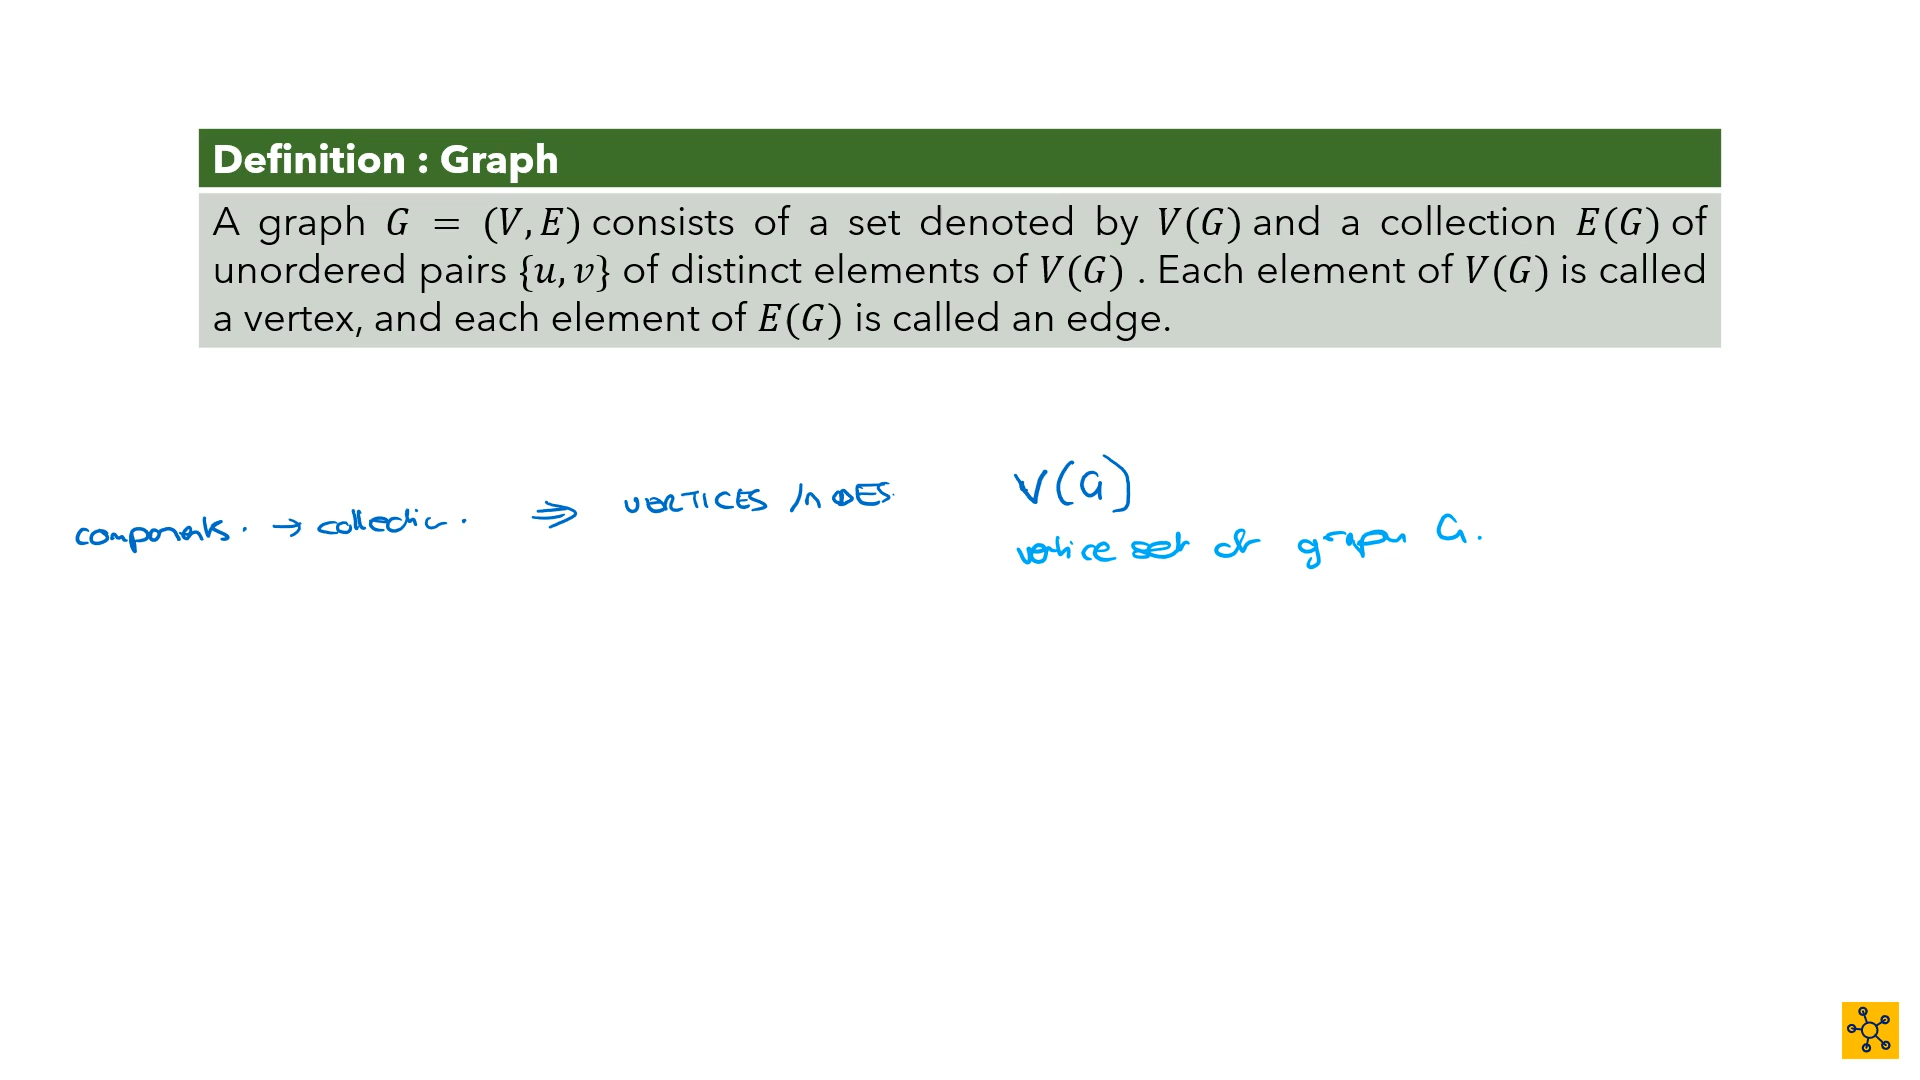 Definition : Graph
A graph G = (V, E) consists of a set denoted by V(G) and a collection E(G) of
unordered pairs {u, v} of distinct elements of V(G) . Each element of V(G) is called
a vertex, and each element of E(G) is called an edge.
components. → collection. ⇒ VERTICES / NODES. V(G)
vertice set of graph G.